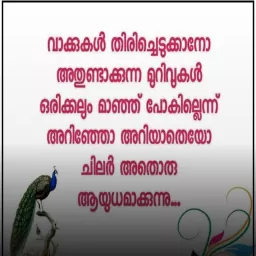 വാക്കുകൾ തിരിച്ചെടുക്കാനോ
അതുണ്ടാക്കുന്ന മുറിവുകൾ
ഒരിക്കലും മാഞ്ഞ് പോകില്ലെന്ന്
അറിഞ്ഞോ അറിയാതെയോ
ചിലർ അതൊരു
ആയുധമാക്കുന്നു...